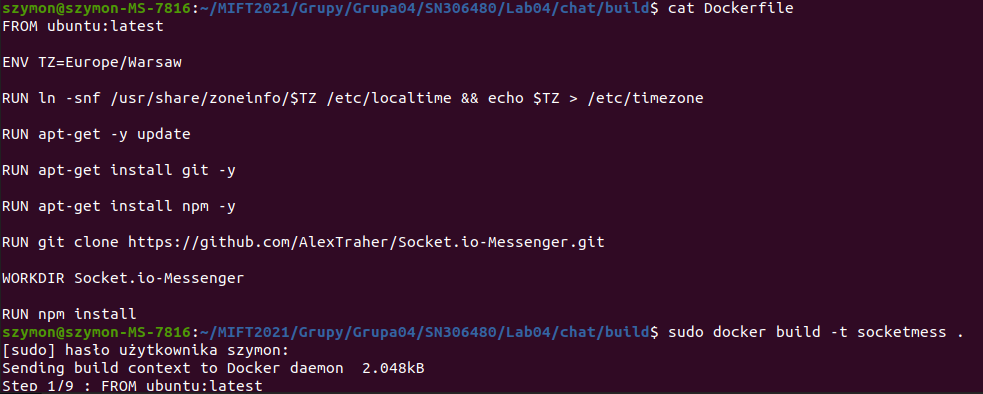 szymon@szymon-MS-7816:~/MIFT2021/Grupy/Grupa04/SN306480/Lab04/chat/build$ cat Dockerfile
FROM ubuntu:latest
ENV TZ=Europe/Warsaw
RUN ln -snf /usr/share/zoneinfo/$TZ /etc/localtime && echo $TZ > /etc/timezone
RUN apt-get -y update
RUN apt-get install git -y
RUN apt-get install npm -y
RUN git clone https://github.com/AlexTraher/Socket.io-Messenger.git
WORKDIR Socket.io-Messenger
RUN npm install
szymon@szymon-MS-7816:~/MIFT2021/Grupy/Grupa04/SN306480/Lab04/chat/build$ sudo docker build -t socketmess .
[sudo] hasło użytkownika szymon:
Sending build context to Docker daemon  2.048kB
Step 1/9 : FROM ubuntu:latest